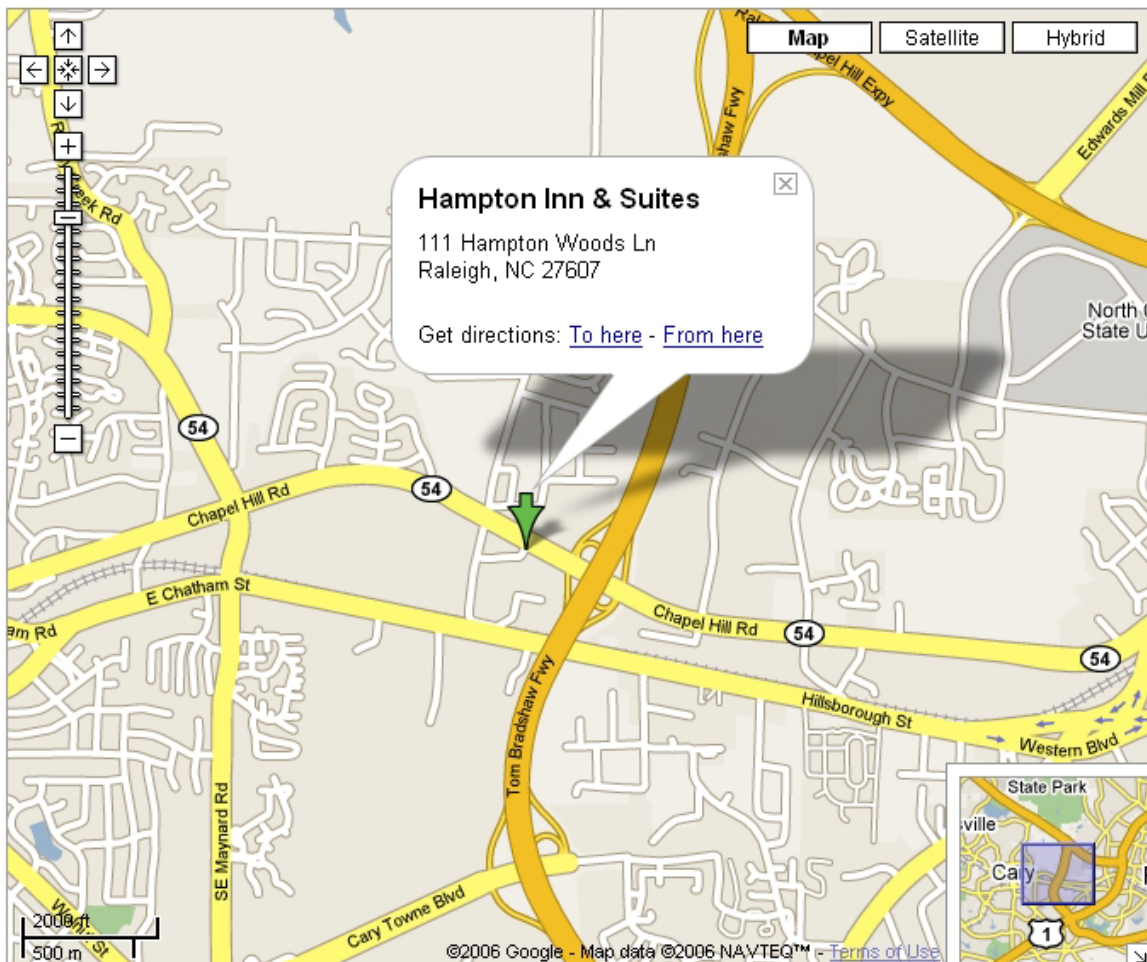 Map
Satellite
Hybrid
Chapel Hill Expy
Edwards Mill
Hampton Inn & Suites
111 Hampton Woods Ln
Raleigh, NC 27607
Get directions: To here - From here
North
State U
54
Chapel Hill Rd
54
E Chatham St
Chapel Hill Rd
54
54
Hillsborough St
Western Blvd
Tom Bradshaw Fwy
SE Maynard Rd
Cary Towne Blvd
State Park
Cary
1
2000 ft
500 m
©2006 Google - Map data ©2006 NAVTEQ™ - Terms of Use